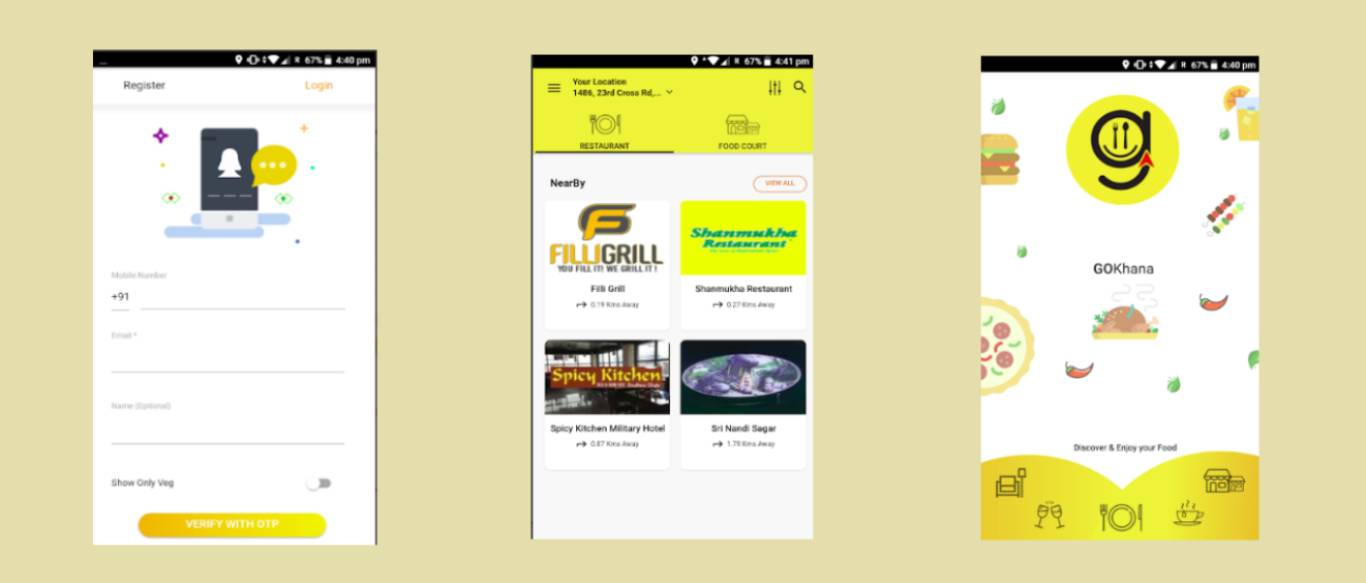 67% 4:40 pm
Register
Login
Mobile Number
+91
Email *
Name (Optional)
Show Only Veg
VERIFY WITH OTP
67% 4:41 pm
Your Location
1486, 23rd Cross Rd,...
RESTAURANT
FOOD COURT
NearBy
VIEW ALL
FILLIGRILL
YOU FILL IT! WE GRILL IT!
Filli Grill
0.19 Kms Away
Shanmukha
Restaurant
Shanmukha Restaurant
0.27 Kms Away
Spicy Kitchen
Spicy Kitchen Military Hotel
0.87 Kms Away
Sri Nandi Sagar
1.79 Kms Away
67% 4:40 pm
g
GOKhana
Discover & Enjoy your Food